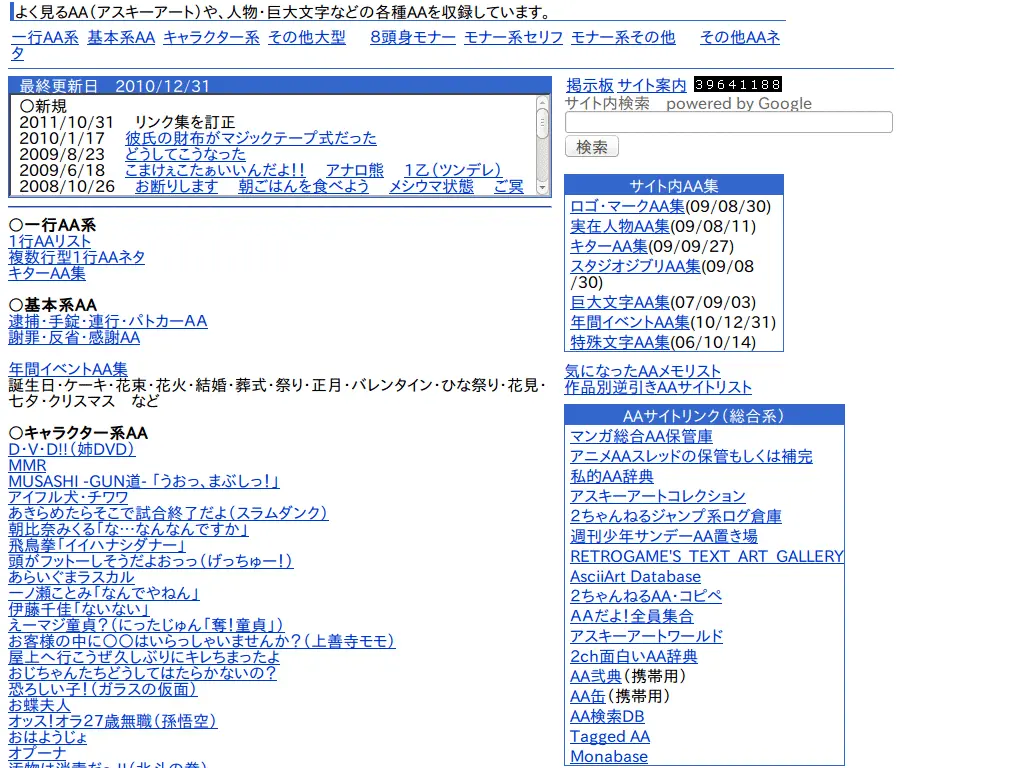 よく見るAA（アスキーアート）や、人物・巨大文字などの各種AAを収録しています。
一行AA系 基本系AA キャラクター系 その他大型 8頭身モナー モナー系セリフ モナー系その他 その他AAネ
タ
最終更新日 2010/12/31
○新規
2011/10/31 リンク集を訂正
2010/1/17 彼氏の財布がマジックテープ式だった
2009/8/23 どうしてこうなった
2009/6/18 こまけぇこたぁいいんだよ!! アナロ熊 1乙（ツンデレ）
2008/10/26 お断りします 朝ごはんを食べよう メシウマ状態 ご冥
○一行AA系
1行AAリスト
複数行型1行AAネタ
キターAA集
○基本系AA
逮捕・手錠・連行・パトカーAA
謝罪・反省・感謝AA
年間イベントAA集
誕生日・ケーキ・花束・花火・結婚・葬式・祭り・正月・バレンタイン・ひな祭り・花見・
七夕・クリスマス など
○キャラクター系AA
D・V・D!!（姉DVD）
MMR
MUSASHI -GUN道- 「うおっ、まぶしっ！」
アイフル犬・チワワ
あきらめたらそこで試合終了だよ（スラムダンク）
朝比奈みくる「な…なんなんですか」
飛鳥拳「イイハナシダナー」
頭がフットーしそうだよおっっ（げっちゅー！）
あらいぐまラスカル
一ノ瀬ことみ「なんでやねん」
伊藤千佳「ないない」
えーマジ童貞？（にったじゅん「奪！童貞」）
お客様の中に○○はいらっしゃいませんか？（上善寺モモ）
屋上へ行こうぜ久しぶりにキレちまったよ
おじちゃんたちどうしてはたらかないの？
恐ろしい子！（ガラスの仮面）
お蝶夫人
オッス！オラ27歳無職（孫悟空）
おはようじょ
オプーナ
汚物は消毒だっ!!（北斗の拳）
掲示板 サイト案内 39641188
サイト内検索 powered by Google
検索
サイト内AA集
ロゴ・マークAA集(09/08/30)
実在人物AA集(09/08/11)
キターAA集(09/09/27)
スタジオジブリAA集(09/08
/30)
巨大文字AA集(07/09/03)
年間イベントAA集(10/12/31)
特殊文字AA集(06/10/14)
気になったAAメモリスト
作品別逆引きAAサイトリスト
AAサイトリンク（総合系）
マンガ総合AA保管庫
アニメAAスレッドの保管もしくは補完
私的AA辞典
アスキーアートコレクション
2ちゃんねるジャンプ系ログ倉庫
週刊少年サンデーAA置き場
RETROGAME'S TEXT ART GALLERY
AsciiArt Database
2ちゃんねるAA・コピペ
AAだよ！全員集合
アスキーアートワールド
2ch面白いAA辞典
AA弐典（携帯用）
AA缶（携帯用）
AA検索DB
Tagged AA
Monabase